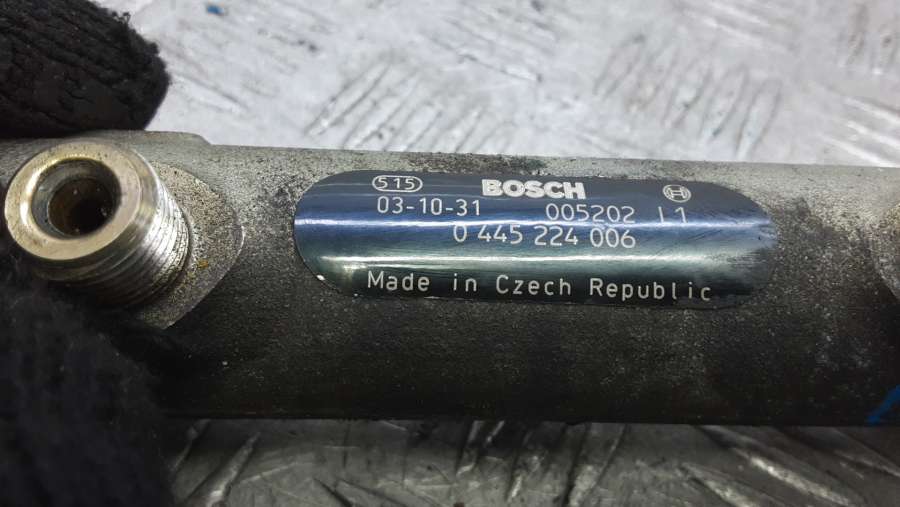 515 BOSCH
03-10-31 005202 L1
0 445 224 006
Made in Czech Republic